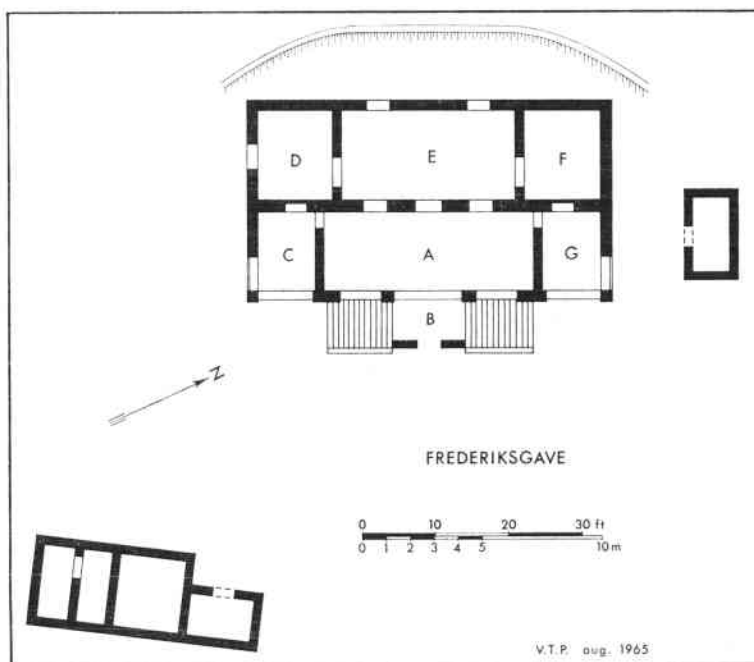 D E F
C A G
B
N
FREDERIKSGAVE
0 10 20 30 ft
0 1 2 3 4 5 10 m
V.T.P. aug. 1965